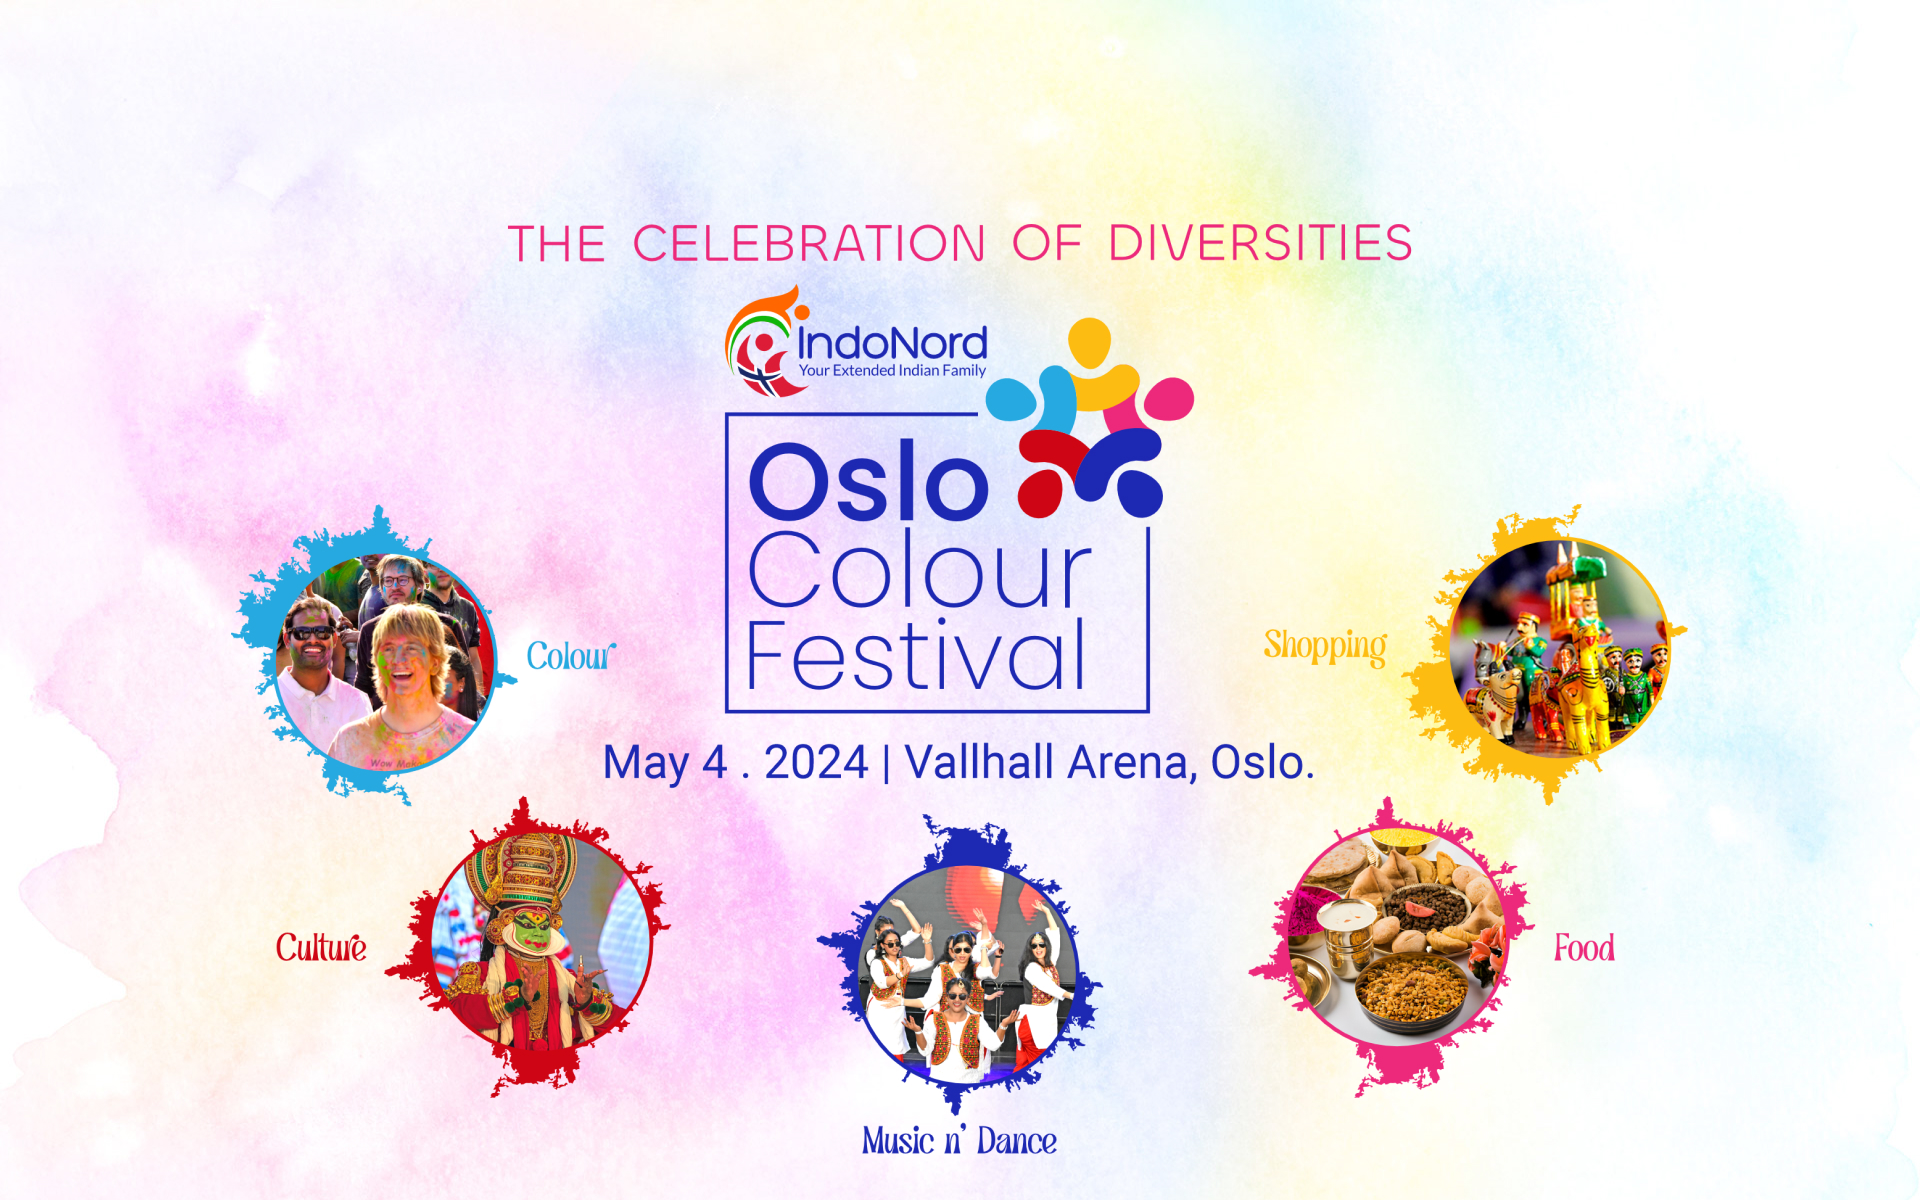 THE CELEBRATION OF DIVERSITIES
IndoNord
Your Extended Indian Family
Oslo
Colour
Festival
Colour
Shopping
May 4 . 2024 | Vallhall Arena, Oslo.
Culture
Food
Music n' Dance